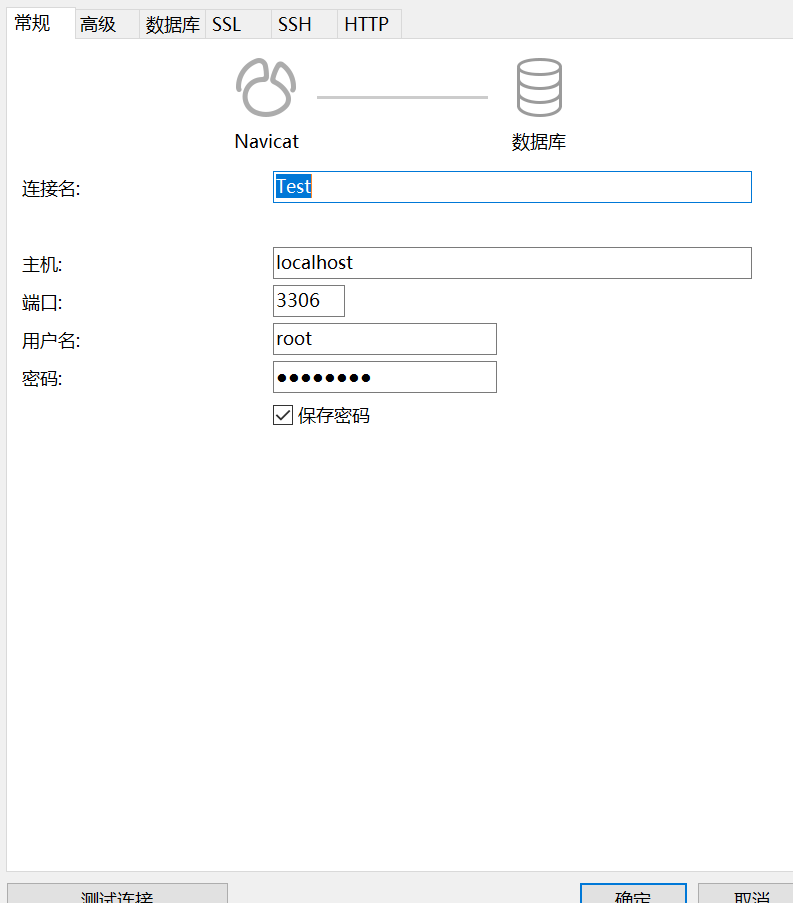 常规 高级 数据库 SSL SSH HTTP
Navicat 数据库
连接名: Test
主机: localhost
端口: 3306
用户名: root
密码: ●●●●●●●●
保存密码
测试连接 确定 取消